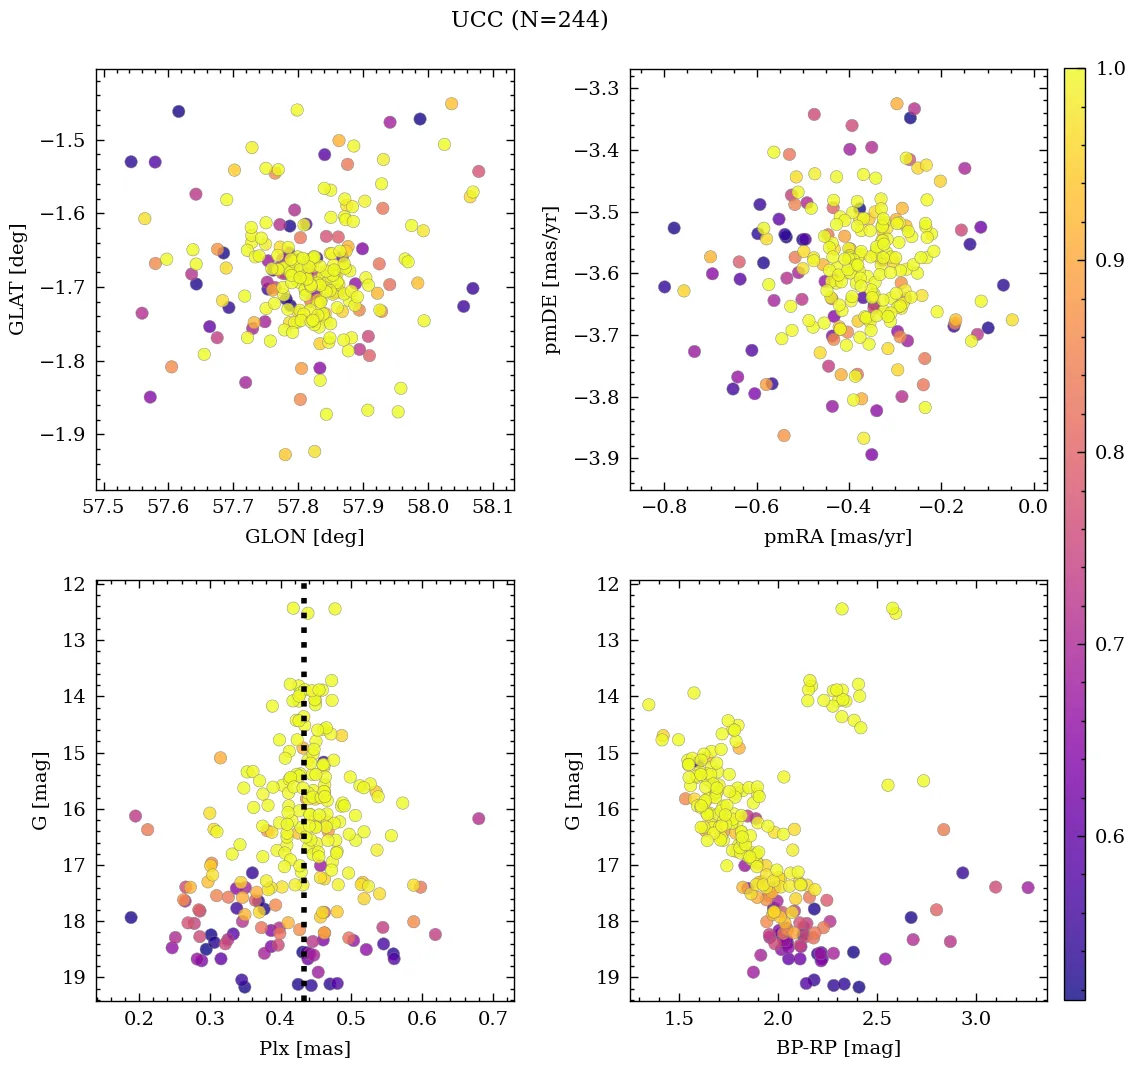 UCC (N=244)
−1.5
−1.6
−1.7
−1.8
−1.9
GLAT [deg]
57.5 57.6 57.7 57.8 57.9 58.0 58.1
GLON [deg]
−3.3
−3.4
−3.5
−3.6
−3.7
−3.8
−3.9
pmDE [mas/yr]
−0.8 −0.6 −0.4 −0.2 0.0
pmRA [mas/yr]
1.0
0.9
0.8
0.7
0.6
12
13
14
15
16
17
18
19
G [mag]
0.2 0.3 0.4 0.5 0.6 0.7
Plx [mas]
12
13
14
15
16
17
18
19
G [mag]
1.5 2.0 2.5 3.0
BP-RP [mag]